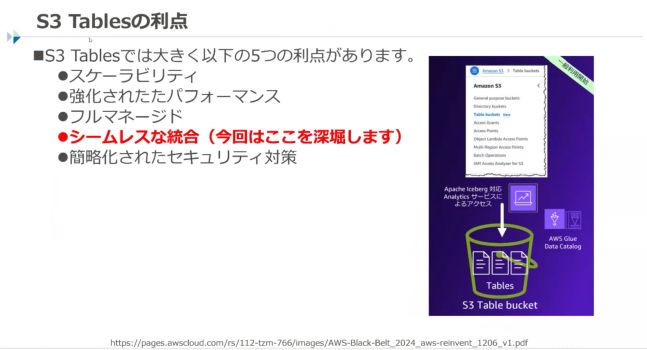 S3 Tablesの利点
■S3 Tablesでは大きく以下の5つの利点があります。
●スケーラビリティ
●強化されたたパフォーマンス
●フルマネージド
●シームレスな統合（今回はここを深堀します）
●簡略化されたセキュリティ対策
一般利用開始
Amazon S3 > Table buckets
Amazon S3
General purpose buckets
Directory buckets
Table buckets New
Access Grants
Access Points
Object Lambda Access Points
Multi-Region Access Points
Batch Operations
IAM Access Analyzer for S3
Apache Iceberg 対応
Analytics サービスに
よるアクセス
AWS Glue
Data Catalog
Tables
S3 Table bucket
https://pages.awscloud.com/rs/112-tzm-766/images/AWS-Black-Belt_2024_aws-reinvent_1206_v1.pdf